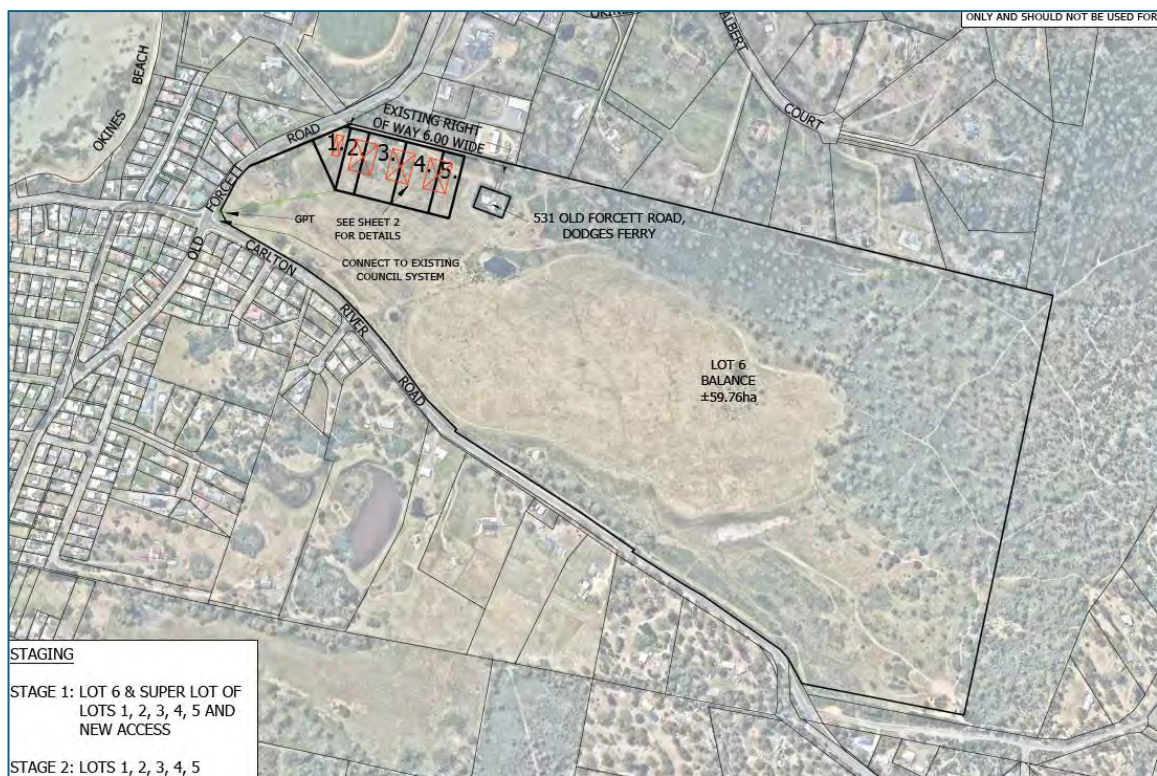 ONLY AND SHOULD NOT BE USED FOR
ALBERT
COURT
BEACH
OKINES
EXISTING RIGHT
OF WAY 6.00 WIDE
ROAD
1.
2.
3.
4.
5.
FORCETT
OLD
GPT
SEE SHEET 2
FOR DETAILS
531 OLD FORCETT ROAD,
DODGES FERRY
CARLTON
CONNECT TO EXISTING
COUNCIL SYSTEM
RIVER
ROAD
LOT 6
BALANCE
±59.76ha
STAGING
STAGE 1: LOT 6 & SUPER LOT OF
LOTS 1, 2, 3, 4, 5 AND
NEW ACCESS
STAGE 2: LOTS 1, 2, 3, 4, 5